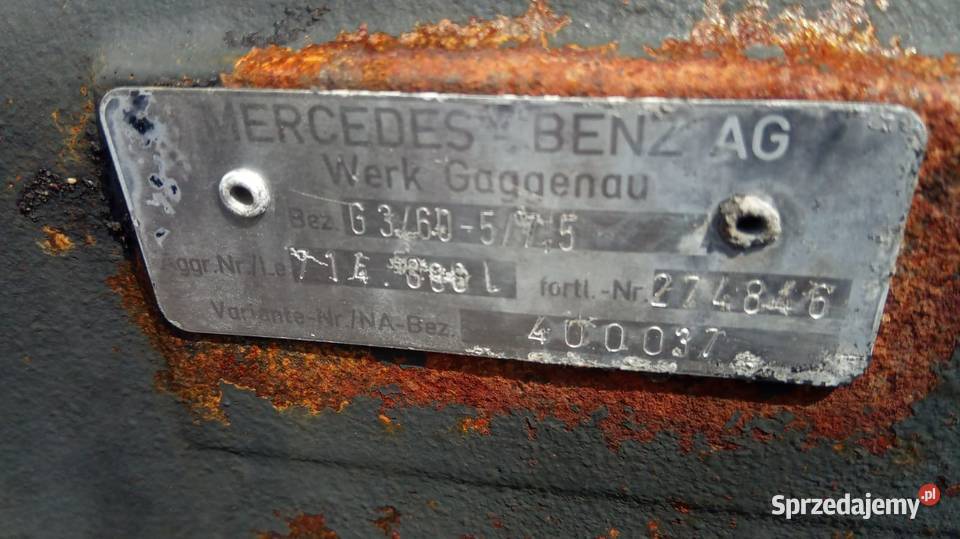 MERCEDES-BENZ AG
Werk Gaggenau
Bez. G 3/60-5/7,5
Aggr.Nr/Le 714. fortl.-Nr. 274846
Variante-Nr./NA-Bez. 400037
Sprzedajemy.pl